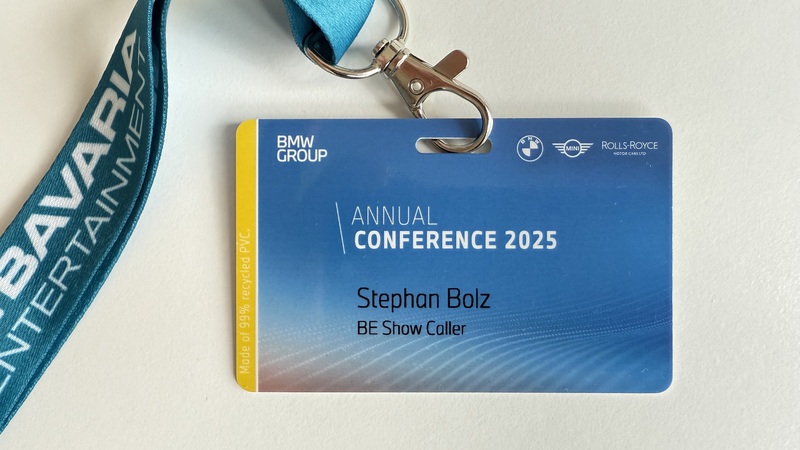 BAVARIA
ENTERTAINMENT
BMW
GROUP
BMW
MINI
ROLLS-ROYCE
MOTOR CARS LTD
ANNUAL
CONFERENCE 2025
Stephan Bolz
BE Show Caller
Made of 99% recycled PVC.